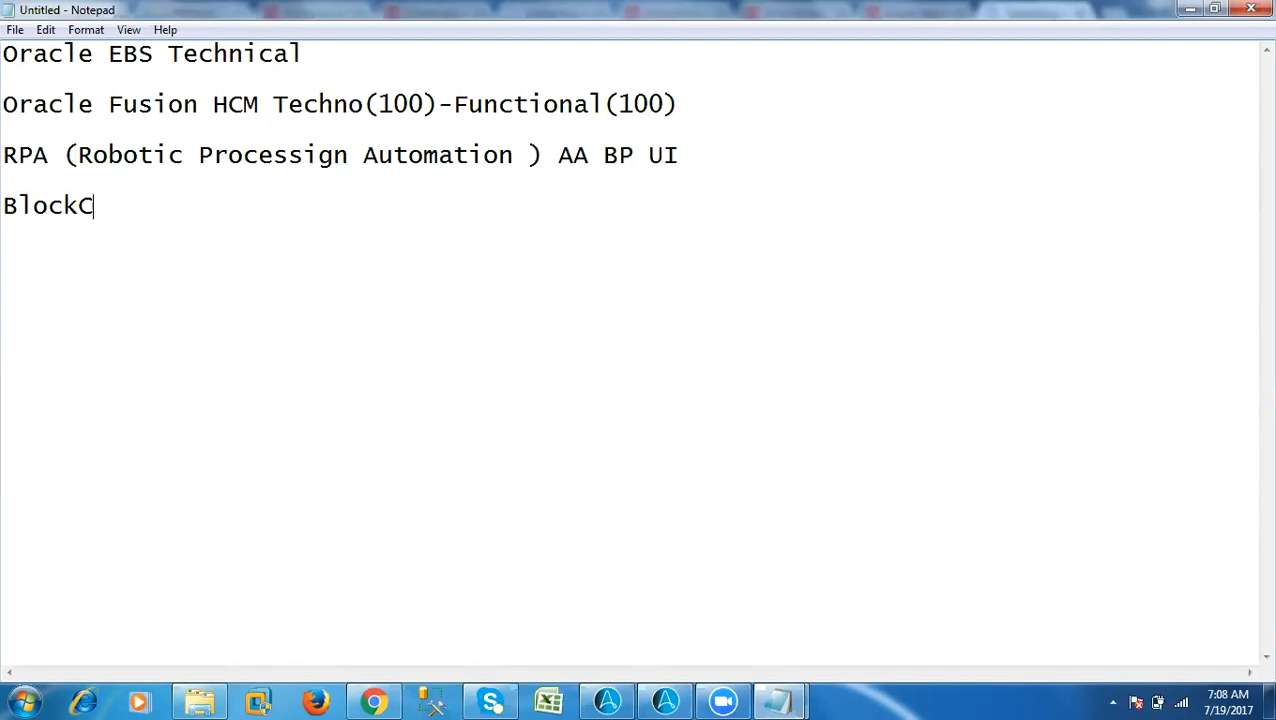 Untitled - Notepad
File Edit Format View Help
Oracle EBS Technical
Oracle Fusion HCM Techno(100)-Functional(100)
RPA (Robotic Processign Automation ) AA BP UI
BlockC
7:08 AM
7/19/2017